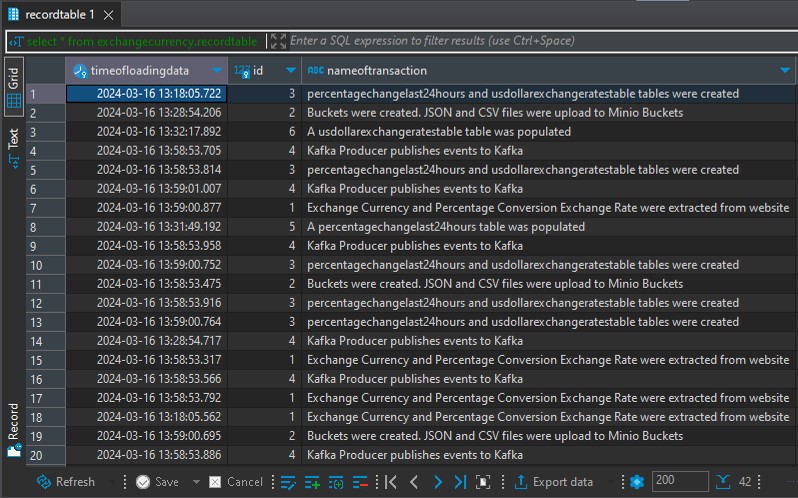 recordtable 1
select * from exchangecurrency.recordtable Enter a SQL expression to filter results (use Ctrl+Space)
Grid
Text
Record
timeofloadingdata 123 id ABC nameoftransaction
1 2024-03-16 13:18:05.722 3 percentagechangelast24hours and usdollarexchangeratestable tables were created
2 2024-03-16 13:28:54.206 2 Buckets were created. JSON and CSV files were upload to Minio Buckets
3 2024-03-16 13:32:17.892 6 A usdollarexchangeratestable table was populated
4 2024-03-16 13:58:53.705 4 Kafka Producer publishes events to Kafka
5 2024-03-16 13:58:53.814 3 percentagechangelast24hours and usdollarexchangeratestable tables were created
6 2024-03-16 13:59:01.007 4 Kafka Producer publishes events to Kafka
7 2024-03-16 13:59:00.877 1 Exchange Currency and Percentage Conversion Exchange Rate were extracted from website
8 2024-03-16 13:31:49.192 5 A percentagechangelast24hours table was populated
9 2024-03-16 13:58:53.958 4 Kafka Producer publishes events to Kafka
10 2024-03-16 13:59:00.752 3 percentagechangelast24hours and usdollarexchangeratestable tables were created
11 2024-03-16 13:58:53.475 2 Buckets were created. JSON and CSV files were upload to Minio Buckets
12 2024-03-16 13:58:53.916 3 percentagechangelast24hours and usdollarexchangeratestable tables were created
13 2024-03-16 13:59:00.764 3 percentagechangelast24hours and usdollarexchangeratestable tables were created
14 2024-03-16 13:28:54.717 4 Kafka Producer publishes events to Kafka
15 2024-03-16 13:58:53.317 1 Exchange Currency and Percentage Conversion Exchange Rate were extracted from website
16 2024-03-16 13:58:53.566 4 Kafka Producer publishes events to Kafka
17 2024-03-16 13:58:53.792 1 Exchange Currency and Percentage Conversion Exchange Rate were extracted from website
18 2024-03-16 13:18:05.562 1 Exchange Currency and Percentage Conversion Exchange Rate were extracted from website
19 2024-03-16 13:59:00.695 2 Buckets were created. JSON and CSV files were upload to Minio Buckets
20 2024-03-16 13:58:53.886 4 Kafka Producer publishes events to Kafka
Refresh Save Cancel Export data 200 42